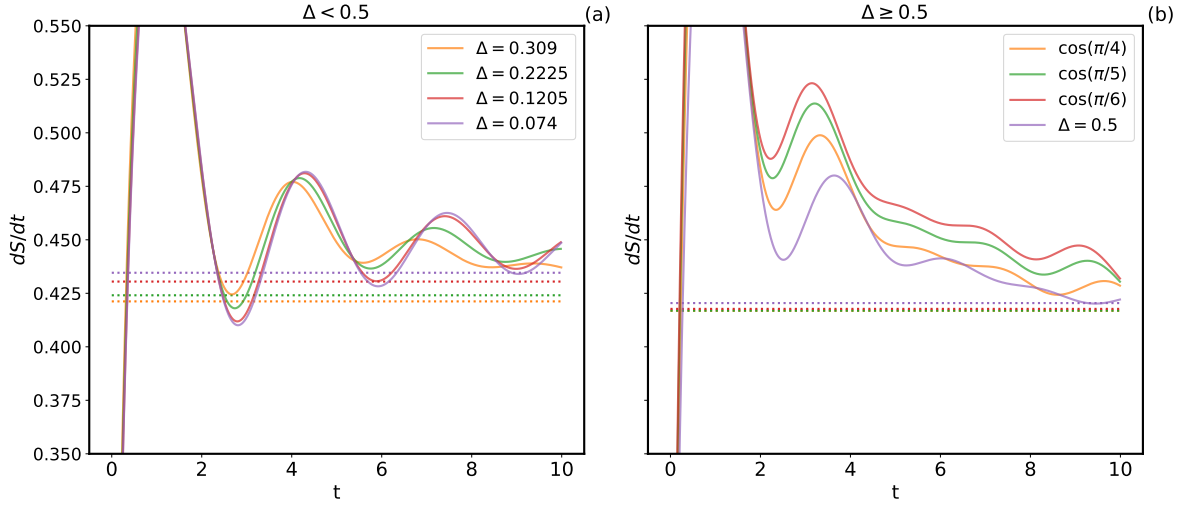 Δ < 0.5
(a)
dS/dt
0.550
0.525
0.500
0.475
0.450
0.425
0.400
0.375
0.350
0
2
4
6
8
10
t
Δ = 0.309
Δ = 0.2225
Δ = 0.1205
Δ = 0.074
Δ ≥ 0.5
(b)
dS/dt
0
2
4
6
8
10
t
cos(π/4)
cos(π/5)
cos(π/6)
Δ = 0.5